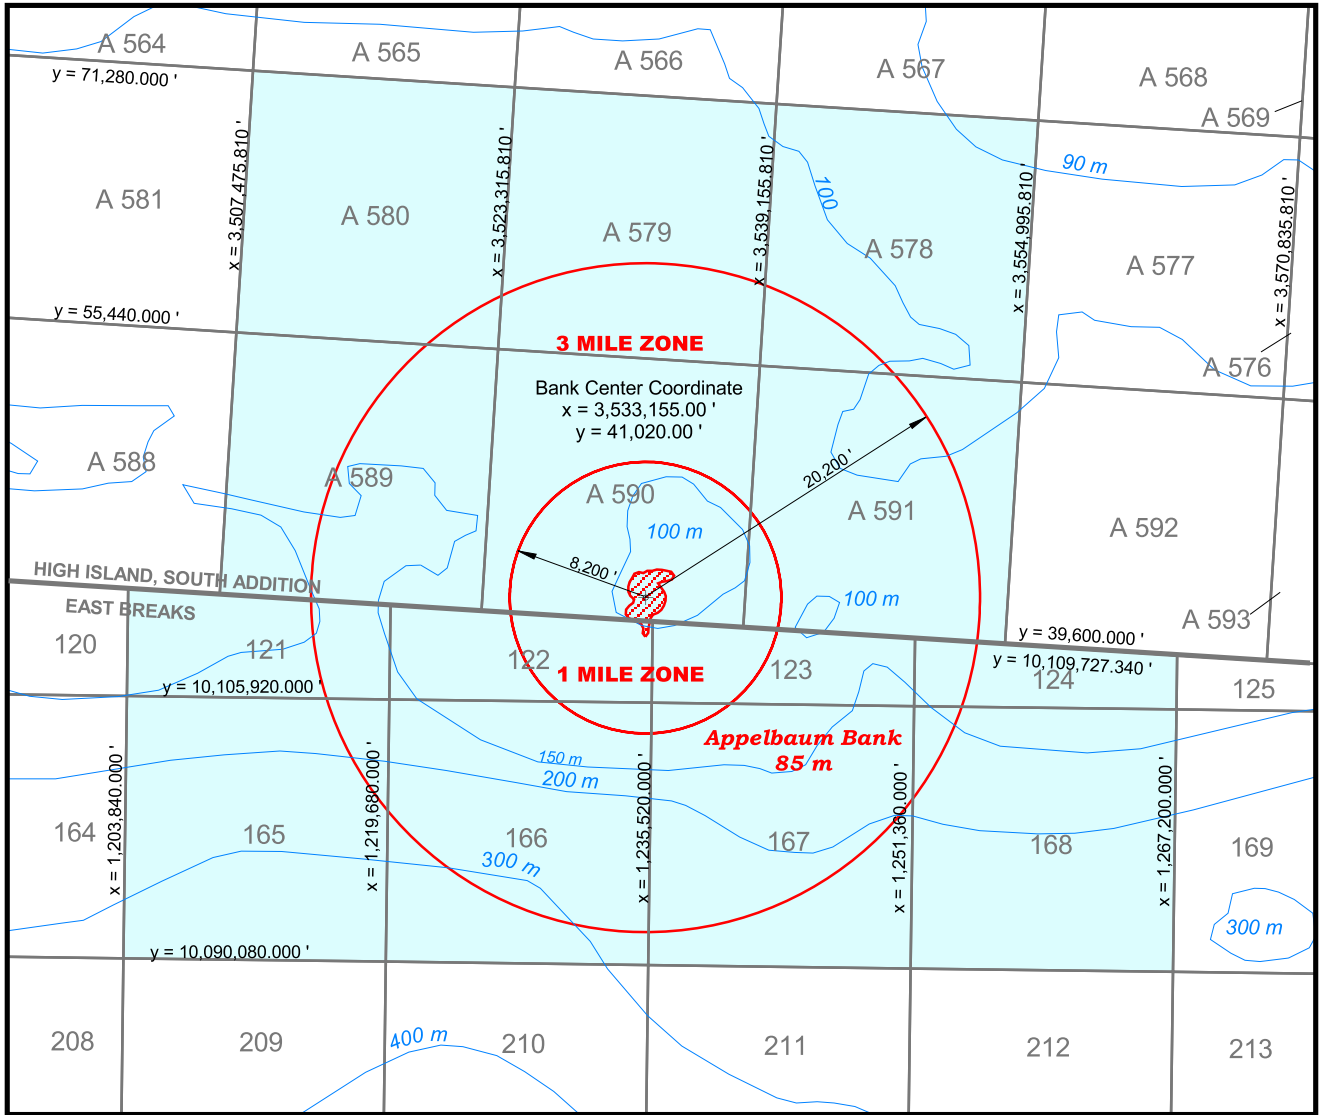 A 564
A 565
A 566
A 567
A 568
A 569
y = 71,280.000 '
x = 3,507,475.810 '
x = 3,523,315.810 '
x = 3,539,155.810 '
x = 3,554,995.810 '
x = 3,570,835.810 '
90 m
100
A 581
A 580
A 579
A 578
A 577
A 576
y = 55,440.000 '
3 MILE ZONE
Bank Center Coordinate
x = 3,533,155.00 '
y = 41,020.00 '
A 588
A 589
A 590
A 591
A 592
A 593
20,200 '
8,200 '
100 m
100 m
HIGH ISLAND, SOUTH ADDITION
EAST BREAKS
y = 39,600.000 '
y = 10,109,727.340 '
120
121
122
123
124
125
1 MILE ZONE
y = 10,105,920.000 '
Appelbaum Bank
85 m
150 m
200 m
x = 1,203,840.000 '
x = 1,219,680.000 '
x = 1,235,520.000 '
x = 1,251,360.000 '
x = 1,267,200.000 '
164
165
166
167
168
169
300 m
300 m
y = 10,090,080.000 '
208
209
400 m
210
211
212
213